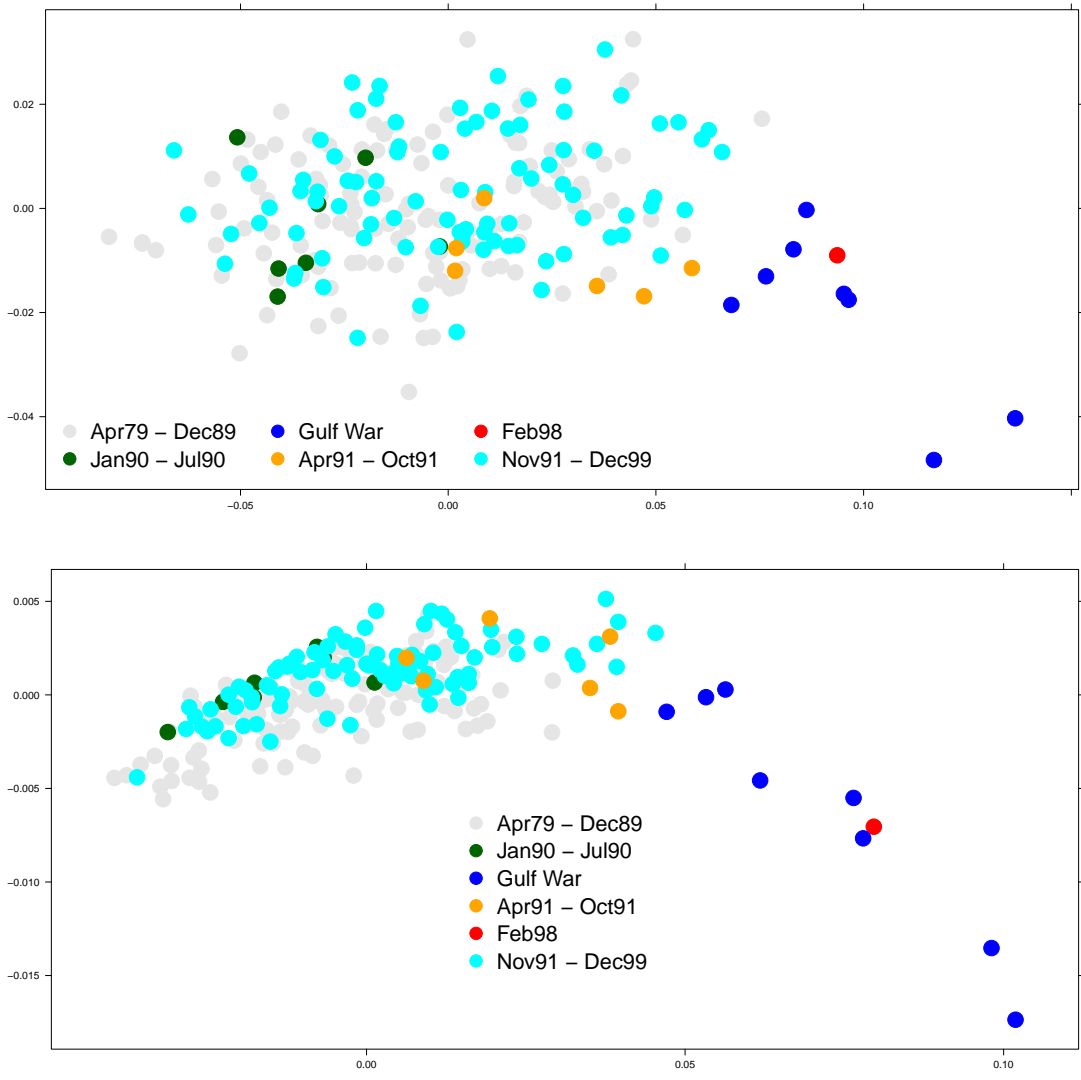 0.02
0.00
−0.02
−0.04
Apr79 − Dec89 Gulf War Feb98
Jan90 − Jul90 Apr91 − Oct91 Nov91 − Dec99
−0.05 0.00 0.05 0.10
0.005
0.000
−0.005
Apr79 − Dec89
Jan90 − Jul90
Gulf War
−0.010
Apr91 − Oct91
Feb98
Nov91 − Dec99
−0.015
0.00 0.05 0.10